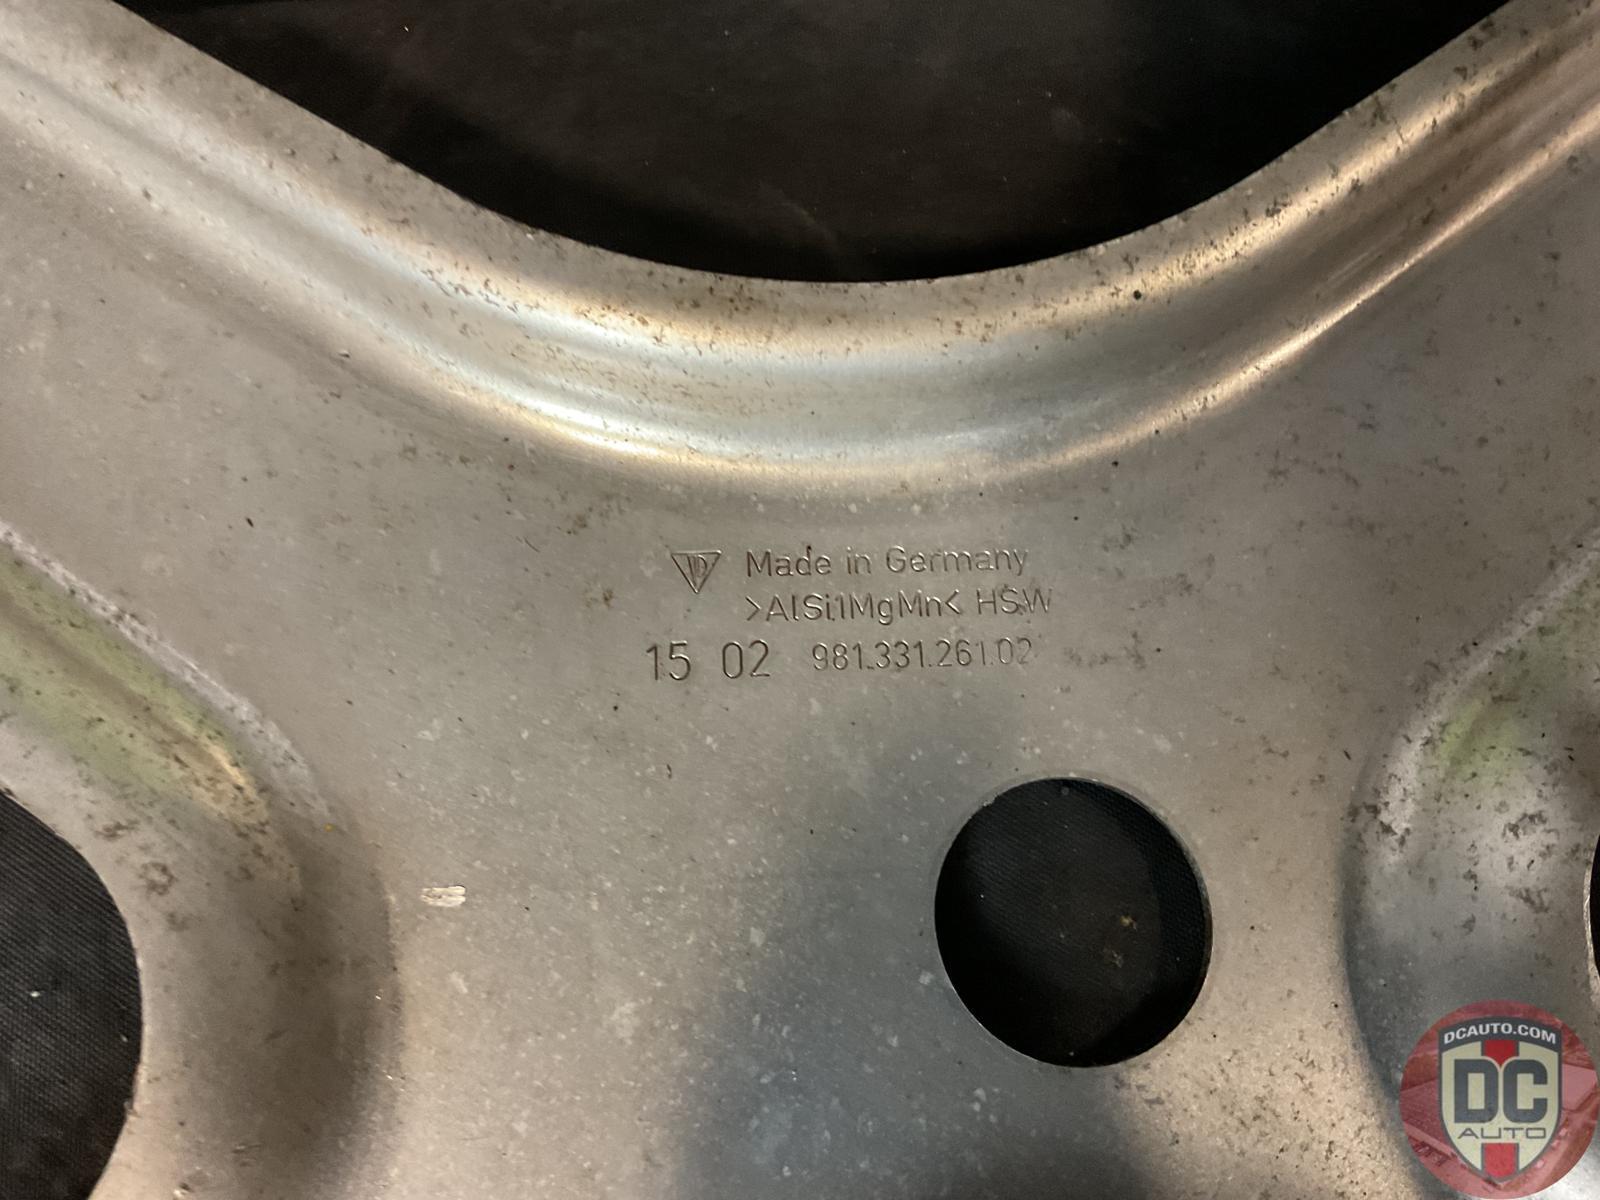 Made in Germany
>AlSi1MgMn< HSW
15 02 981.331.261.02
DCAUTO.COM
DC
AUTO